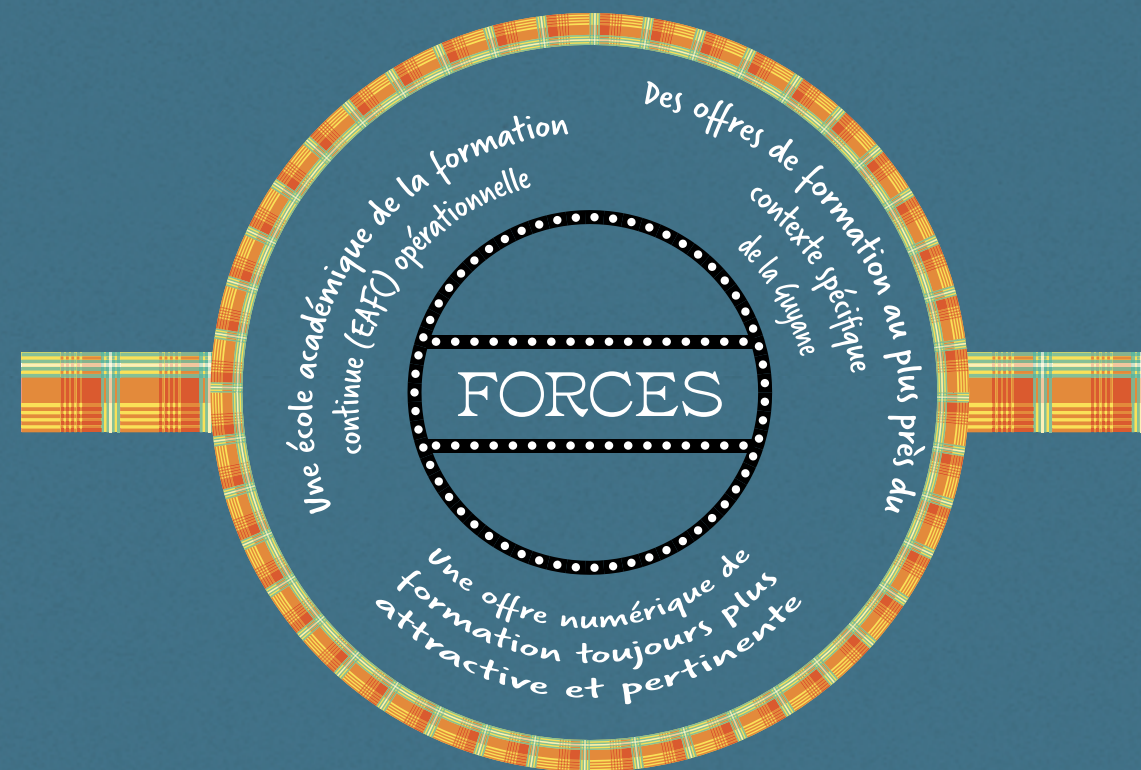 Une école académique de la formation
continue (EAFC) opérationnelle
Des offres de formation au plus près du
contexte spécifique
de la Guyane
FORCES
Une offre numérique de
formation toujours plus
attractive et pertinente